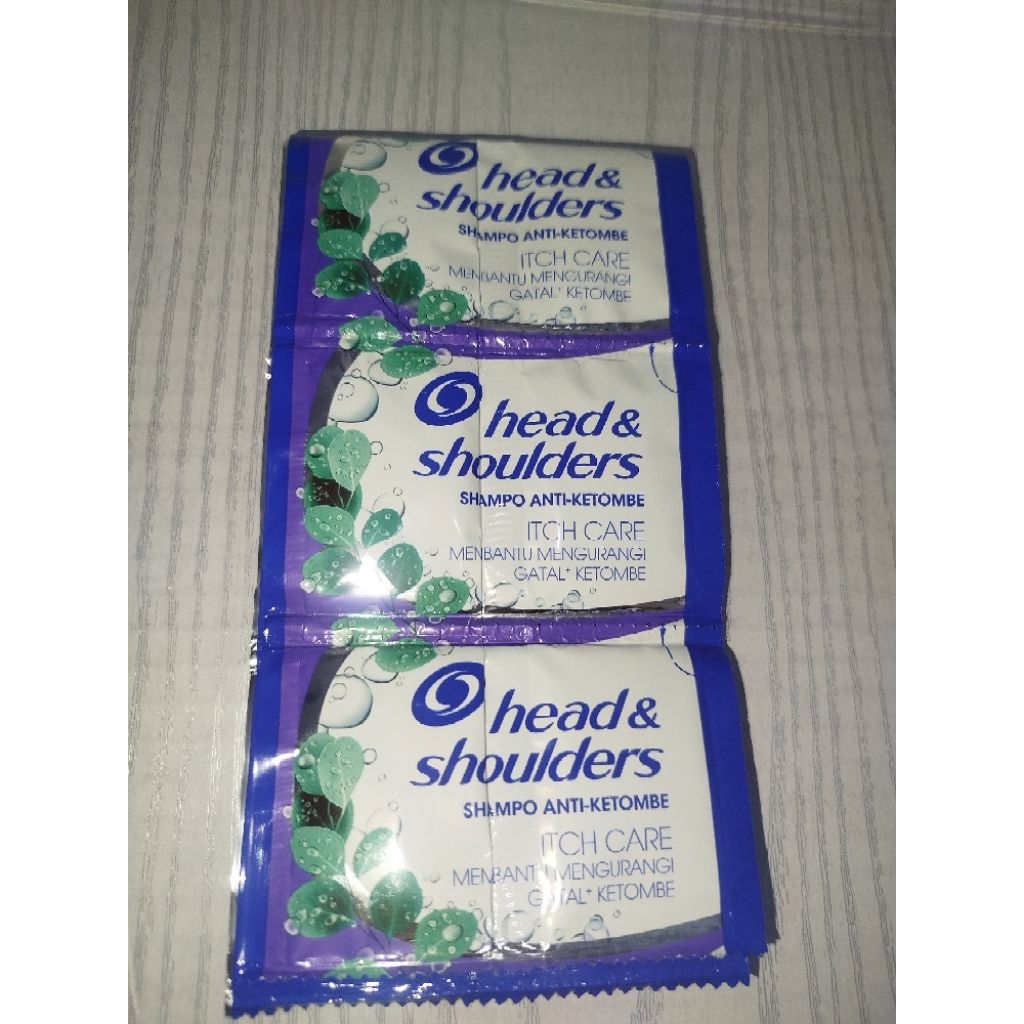 head &
shoulders
SHAMPO ANTI-KETOMBE
ITCH CARE
MEMBANTU MENGURANGI
GATAL+ KETOMBE
head &
shoulders
SHAMPO ANTI-KETOMBE
ITCH CARE
MEMBANTU MENGURANGI
GATAL+ KETOMBE
head &
shoulders
SHAMPO ANTI-KETOMBE
ITCH CARE
MEMBANTU MENGURANGI
GATAL+ KETOMBE